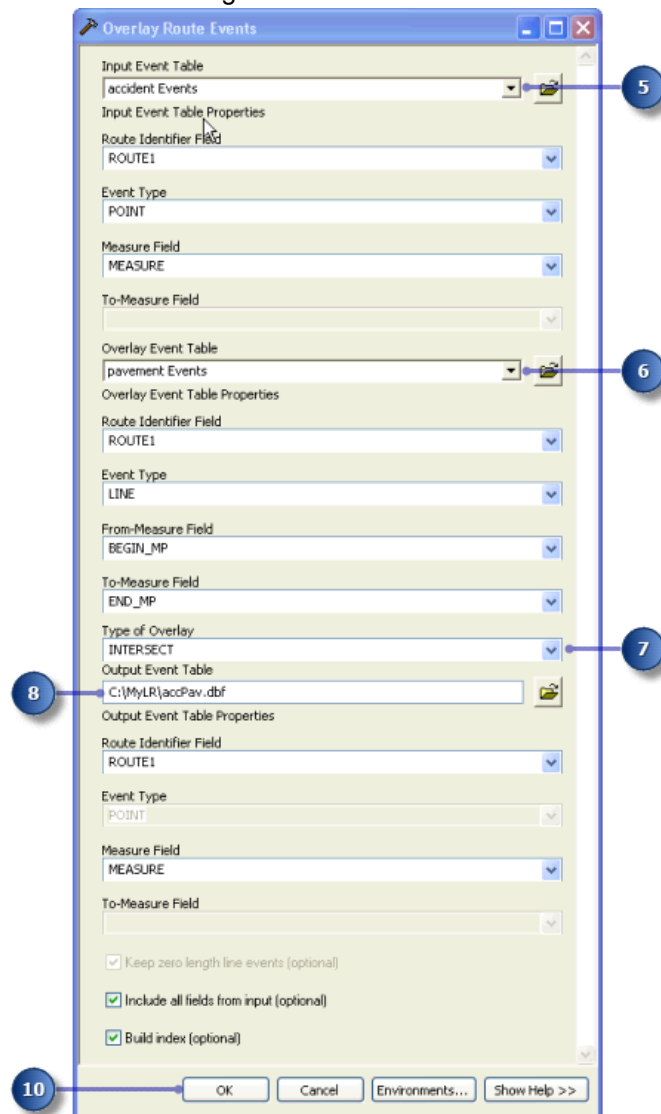 Overlay Route Events
Input Event Table
accident Events
5
Input Event Table Properties
Route Identifier Field
ROUTE1
Event Type
POINT
Measure Field
MEASURE
To-Measure Field
Overlay Event Table
pavement Events
6
Overlay Event Table Properties
Route Identifier Field
ROUTE1
Event Type
LINE
From-Measure Field
BEGIN_MP
To-Measure Field
END_MP
Type of Overlay
INTERSECT
7
Output Event Table
8
C:\MyLR\accPav.dbf
Output Event Table Properties
Route Identifier Field
ROUTE1
Event Type
POINT
Measure Field
MEASURE
To-Measure Field
Keep zero length line events (optional)
Include all fields from input (optional)
Build index (optional)
10
OK Cancel Environments... Show Help >>